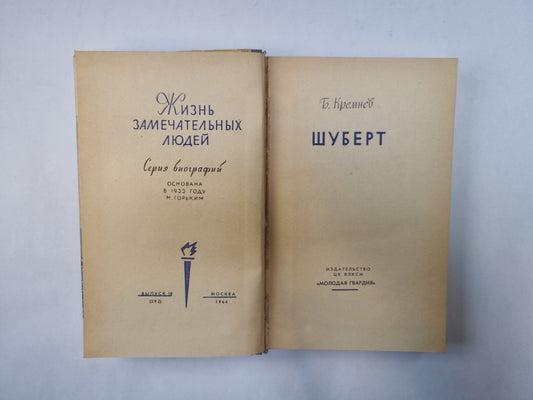 Жизнь
ЗАМЕЧАТЕЛЬНЫХ
ЛЮДЕЙ
Серия биографий
ОСНОВАНА
В 1933 ГОДУ
М. ГОРЬКИМ
ВЫПУСК 18
(392)
МОСКВА
1964
Б. Кремнев
ШУБЕРТ
ИЗДАТЕЛЬСТВО
ЦК ВЛКСМ
«МОЛОДАЯ ГВАРДИЯ»